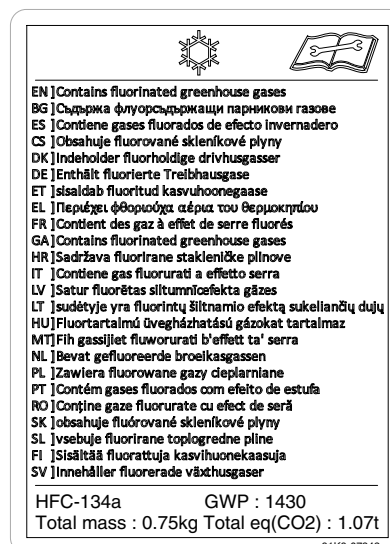 EN ]Contains fluorinated greenhouse gases
BG ]Съдържа флуорсъдържащи парникови газове
ES ]Contiene gases fluorados de efecto invernadero
CS ]Obsahuje fluorované skleníkové plyny
DK]Indeholder fluorholdige drivhusgasser
DE ]Enthält fluorierte Treibhausgase
ET ]sisaldab fluoritud kasvuhoonegaase
EL ]Περιέχει φθοριούχα αέρια του θερμοκηπίου
FR ]Contient des gaz à effet de serre fluorés
GA]Contains fluorinated greenhouse gases
HR]Sadržava fluorirane stakleničke plinove
IT ]Contiene gas fluorurati a effetto serra
LV ]Satur fluorētas siltumnīcefekta gāzes
LT ]sudėtyje yra fluorintų šiltnamio efektą sukeliančių dujų
HU]Fluortartalmú üvegházhatású gázokat tartalmaz
MT]Fih gassijiet fluworurati b'effett ta' serra
NL ]Bevat gefluoreerde broeikasgassen
PL ]Zawiera fluorowane gazy cieplarniane
PT ]Contém gases fluorados com efeito de estufa
RO]Conține gaze fluorurate cu efect de seră
SK ]obsahuje fluórované skleníkové plyny
SL ]vsebuje fluorirane toplogredne pline
FI ]Sisältää fluorattuja kasvihuonekaasuja
SV ]Innehåller fluorerade växthusgaser
HFC-134a GWP : 1430
Total mass : 0.75kg Total eq(CO2) : 1.07t